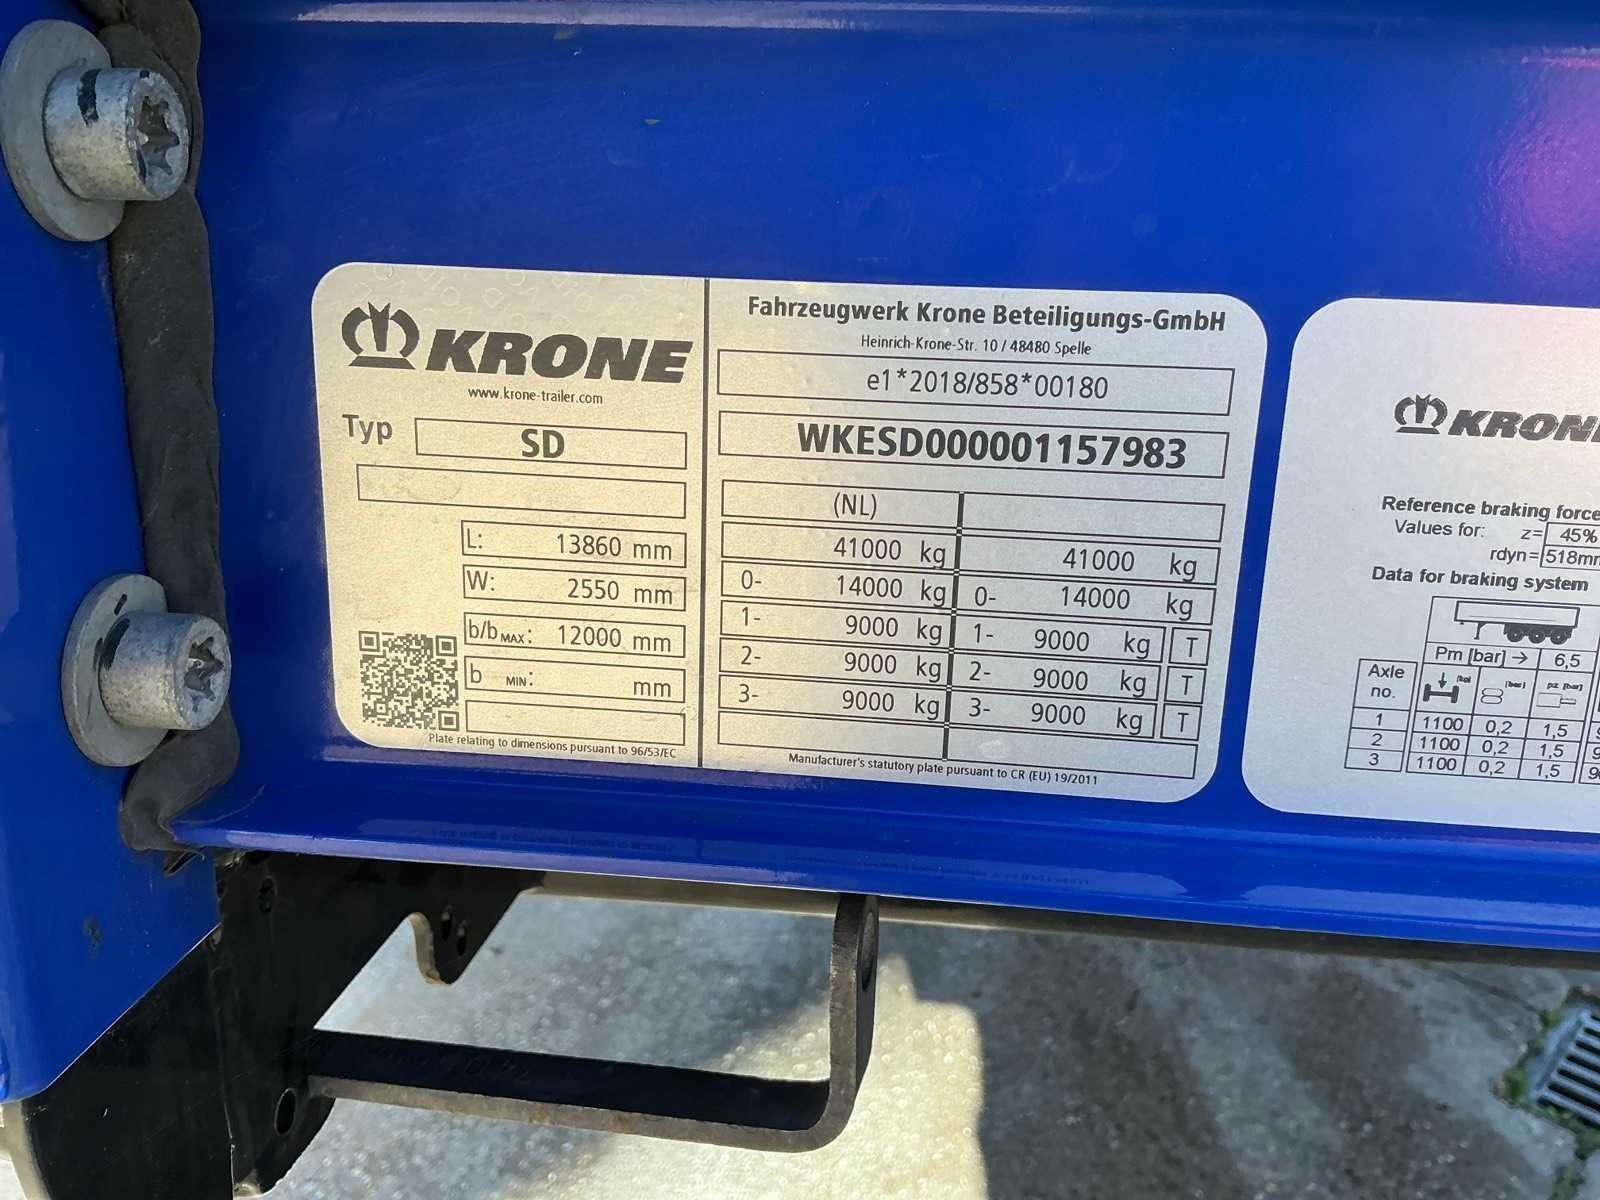 KRONE
www.krone-trailer.com
Typ SD
L: 13860 mm
W: 2550 mm
b/b MAX: 12000 mm
b MIN: mm
Plate relating to dimensions pursuant to 96/53/EC
Fahrzeugwerk Krone Beteiligungs-GmbH
Heinrich-Krone-Str. 10 / 48480 Spelle
e1*2018/858*00180
WKESD000001157983
(NL)
41000 kg 41000 kg
0- 14000 kg 0- 14000 kg
1- 9000 kg 1- 9000 kg T
2- 9000 kg 2- 9000 kg T
3- 9000 kg 3- 9000 kg T
Manufacturer's statutory plate pursuant to CR (EU) 19/2011
KRONE
Reference braking force
Values for: z= 45%
rdyn= 518mm
Data for braking system
Pm [bar] → 6,5
Axle no. [bar] pz [bar]
1 1100 0,2 1,5
2 1100 0,2 1,5
3 1100 0,2 1,5